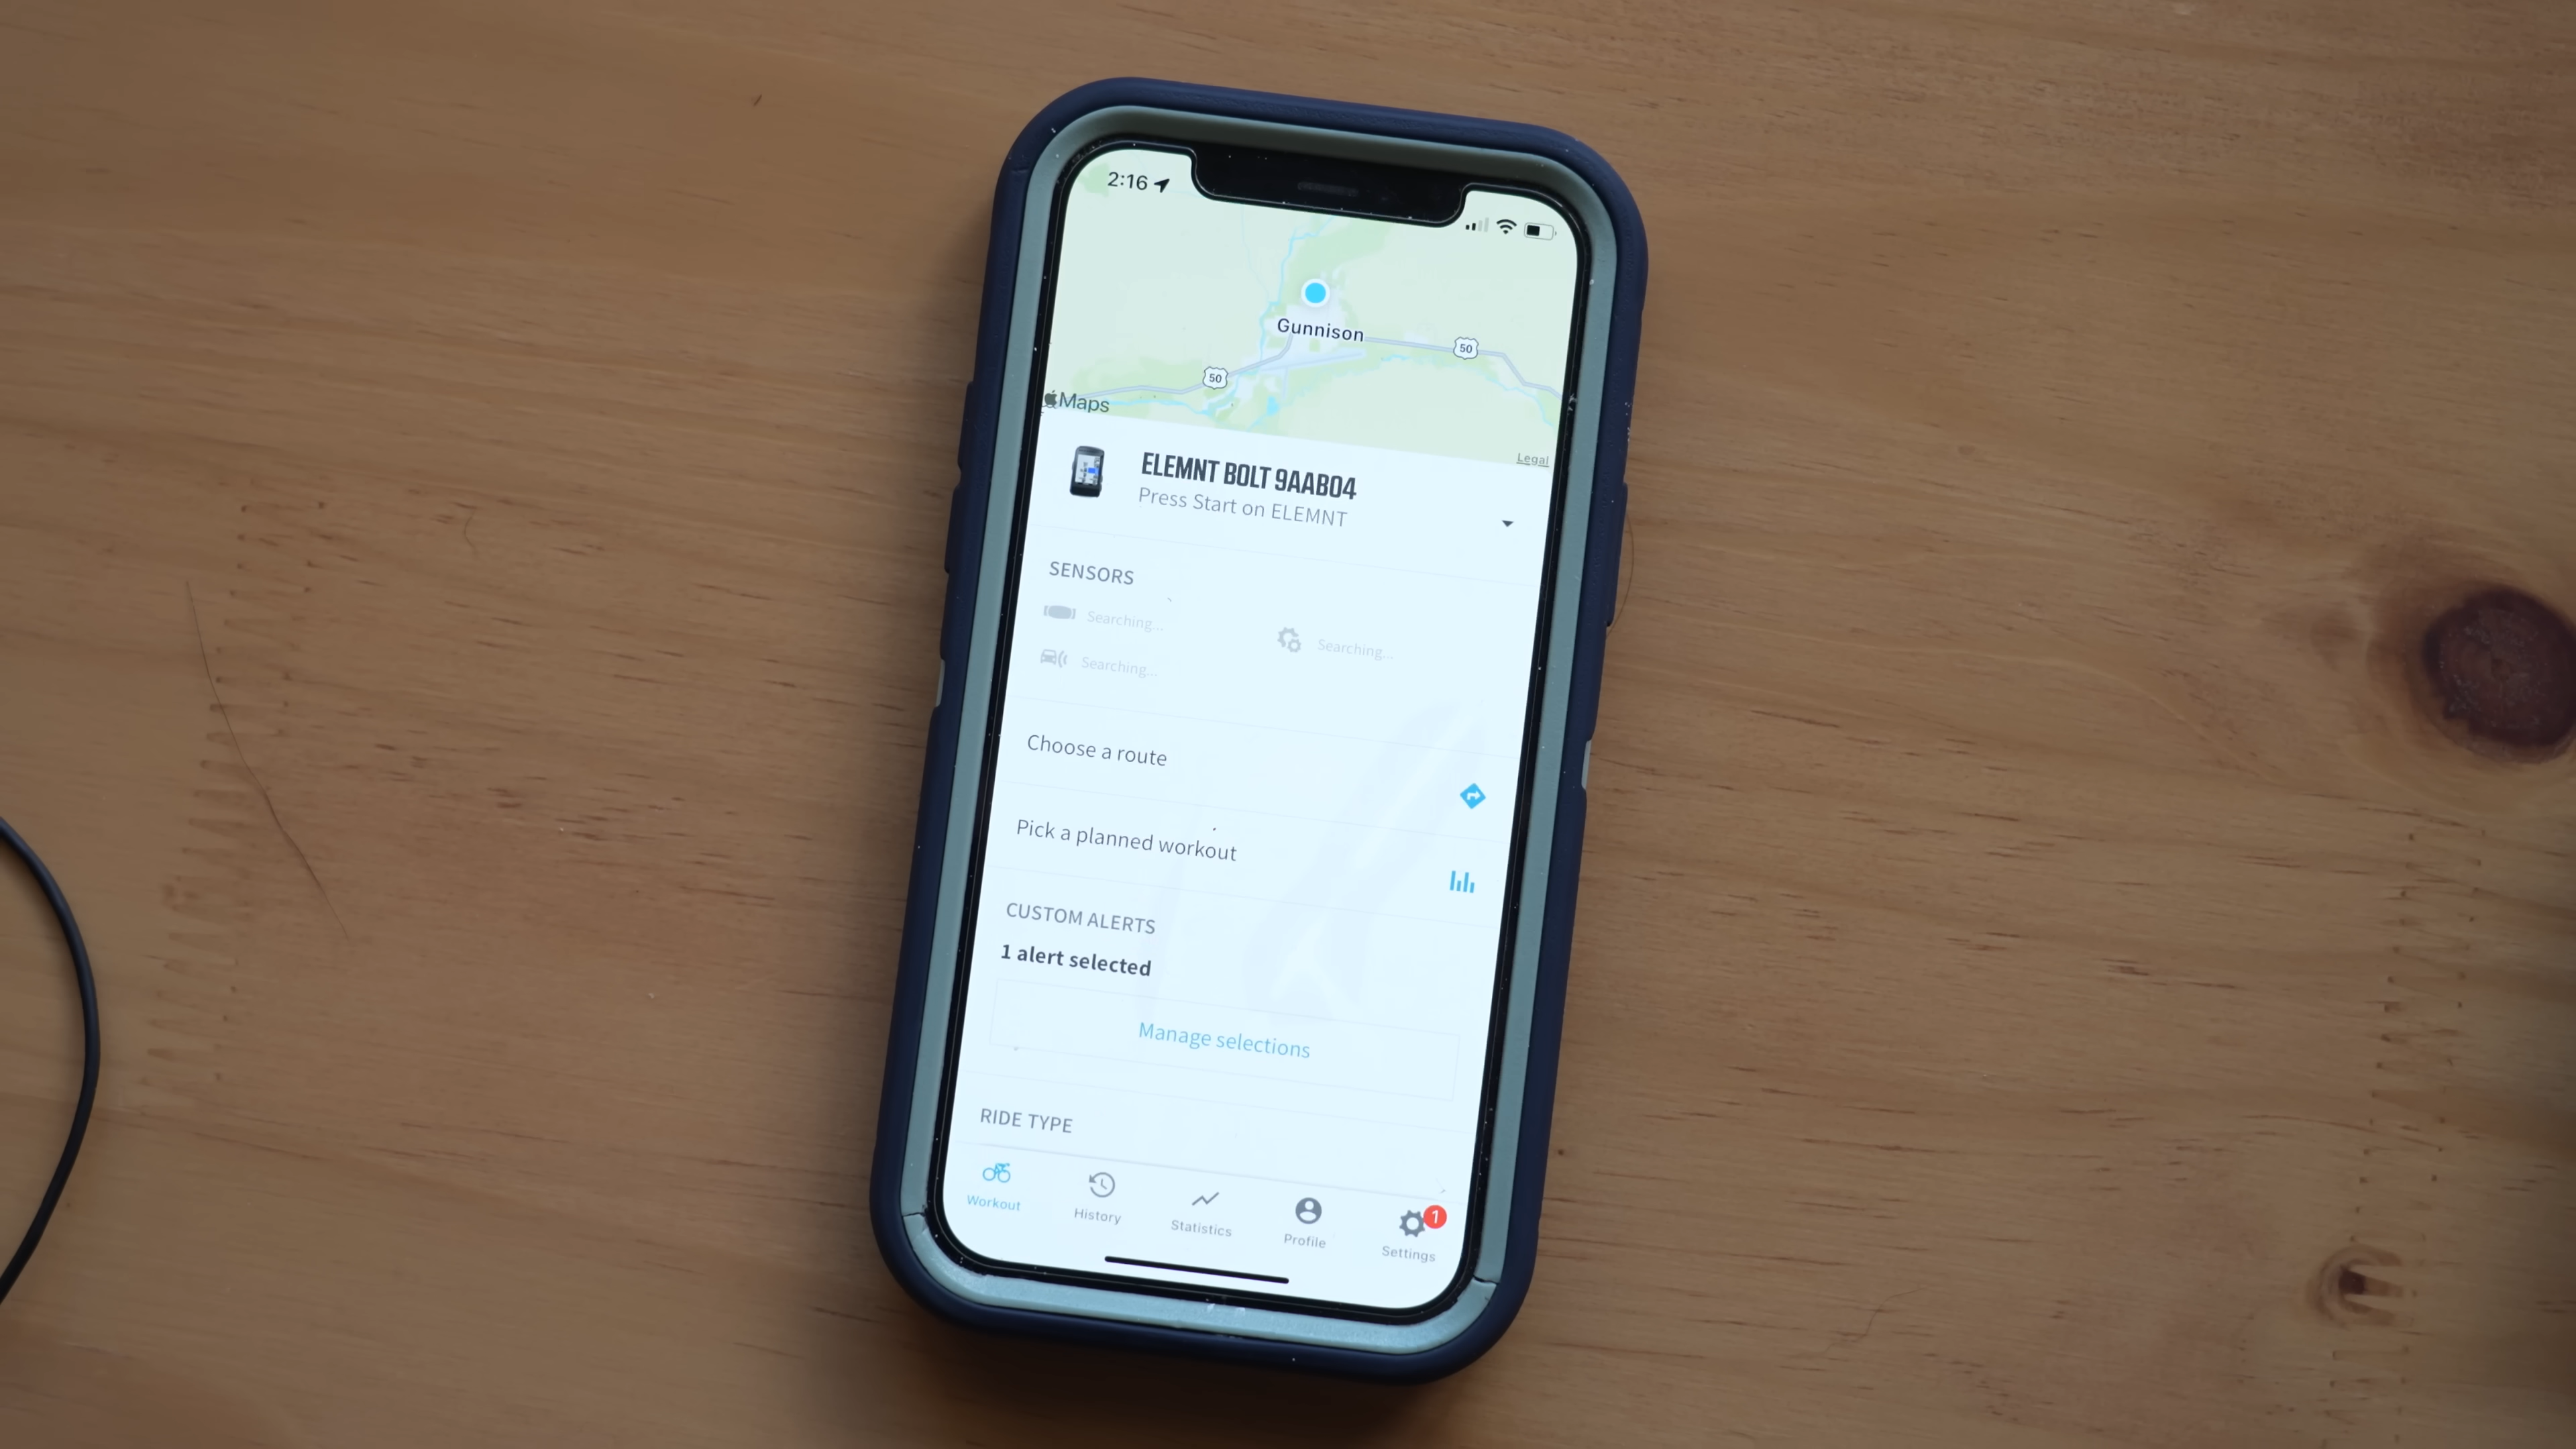 2:16
Gunnison
50
50
Maps
Legal
ELEMNT BOLT 9AAB04
Press Start on ELEMNT
SENSORS
Searching...
Searching...
Searching...
Choose a route
Pick a planned workout
CUSTOM ALERTS
1 alert selected
Manage selections
RIDE TYPE
Workout
History
Statistics
Profile
1
Settings